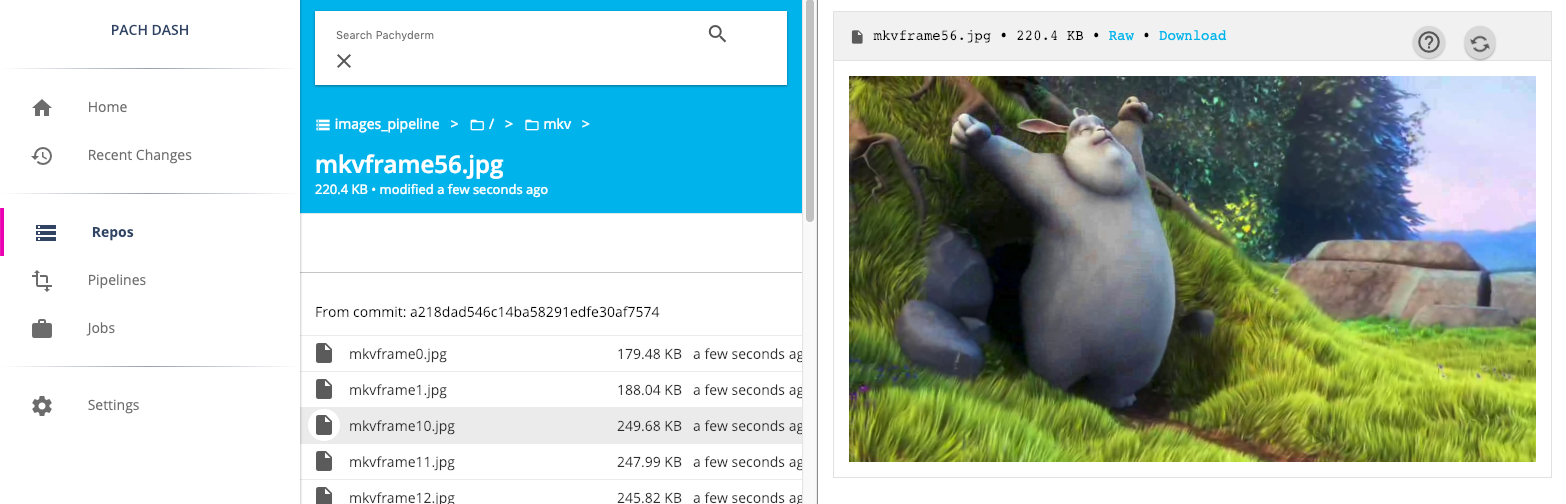 PACH DASH
Home
Recent Changes
Repos
Pipelines
Jobs
Settings
Search Pachyderm
images_pipeline > / > mkv >
mkvframe56.jpg
220.4 KB • modified a few seconds ago
From commit: a218dad546c14ba58291edfe30af7574
mkvframe0.jpg 179.48 KB a few seconds ag
mkvframe1.jpg 188.04 KB a few seconds ag
mkvframe10.jpg 249.68 KB a few seconds ag
mkvframe11.jpg 247.99 KB a few seconds ag
mkvframe12.jpg 245.82 KB a few seconds ag
mkvframe56.jpg • 220.4 KB • Raw • Download